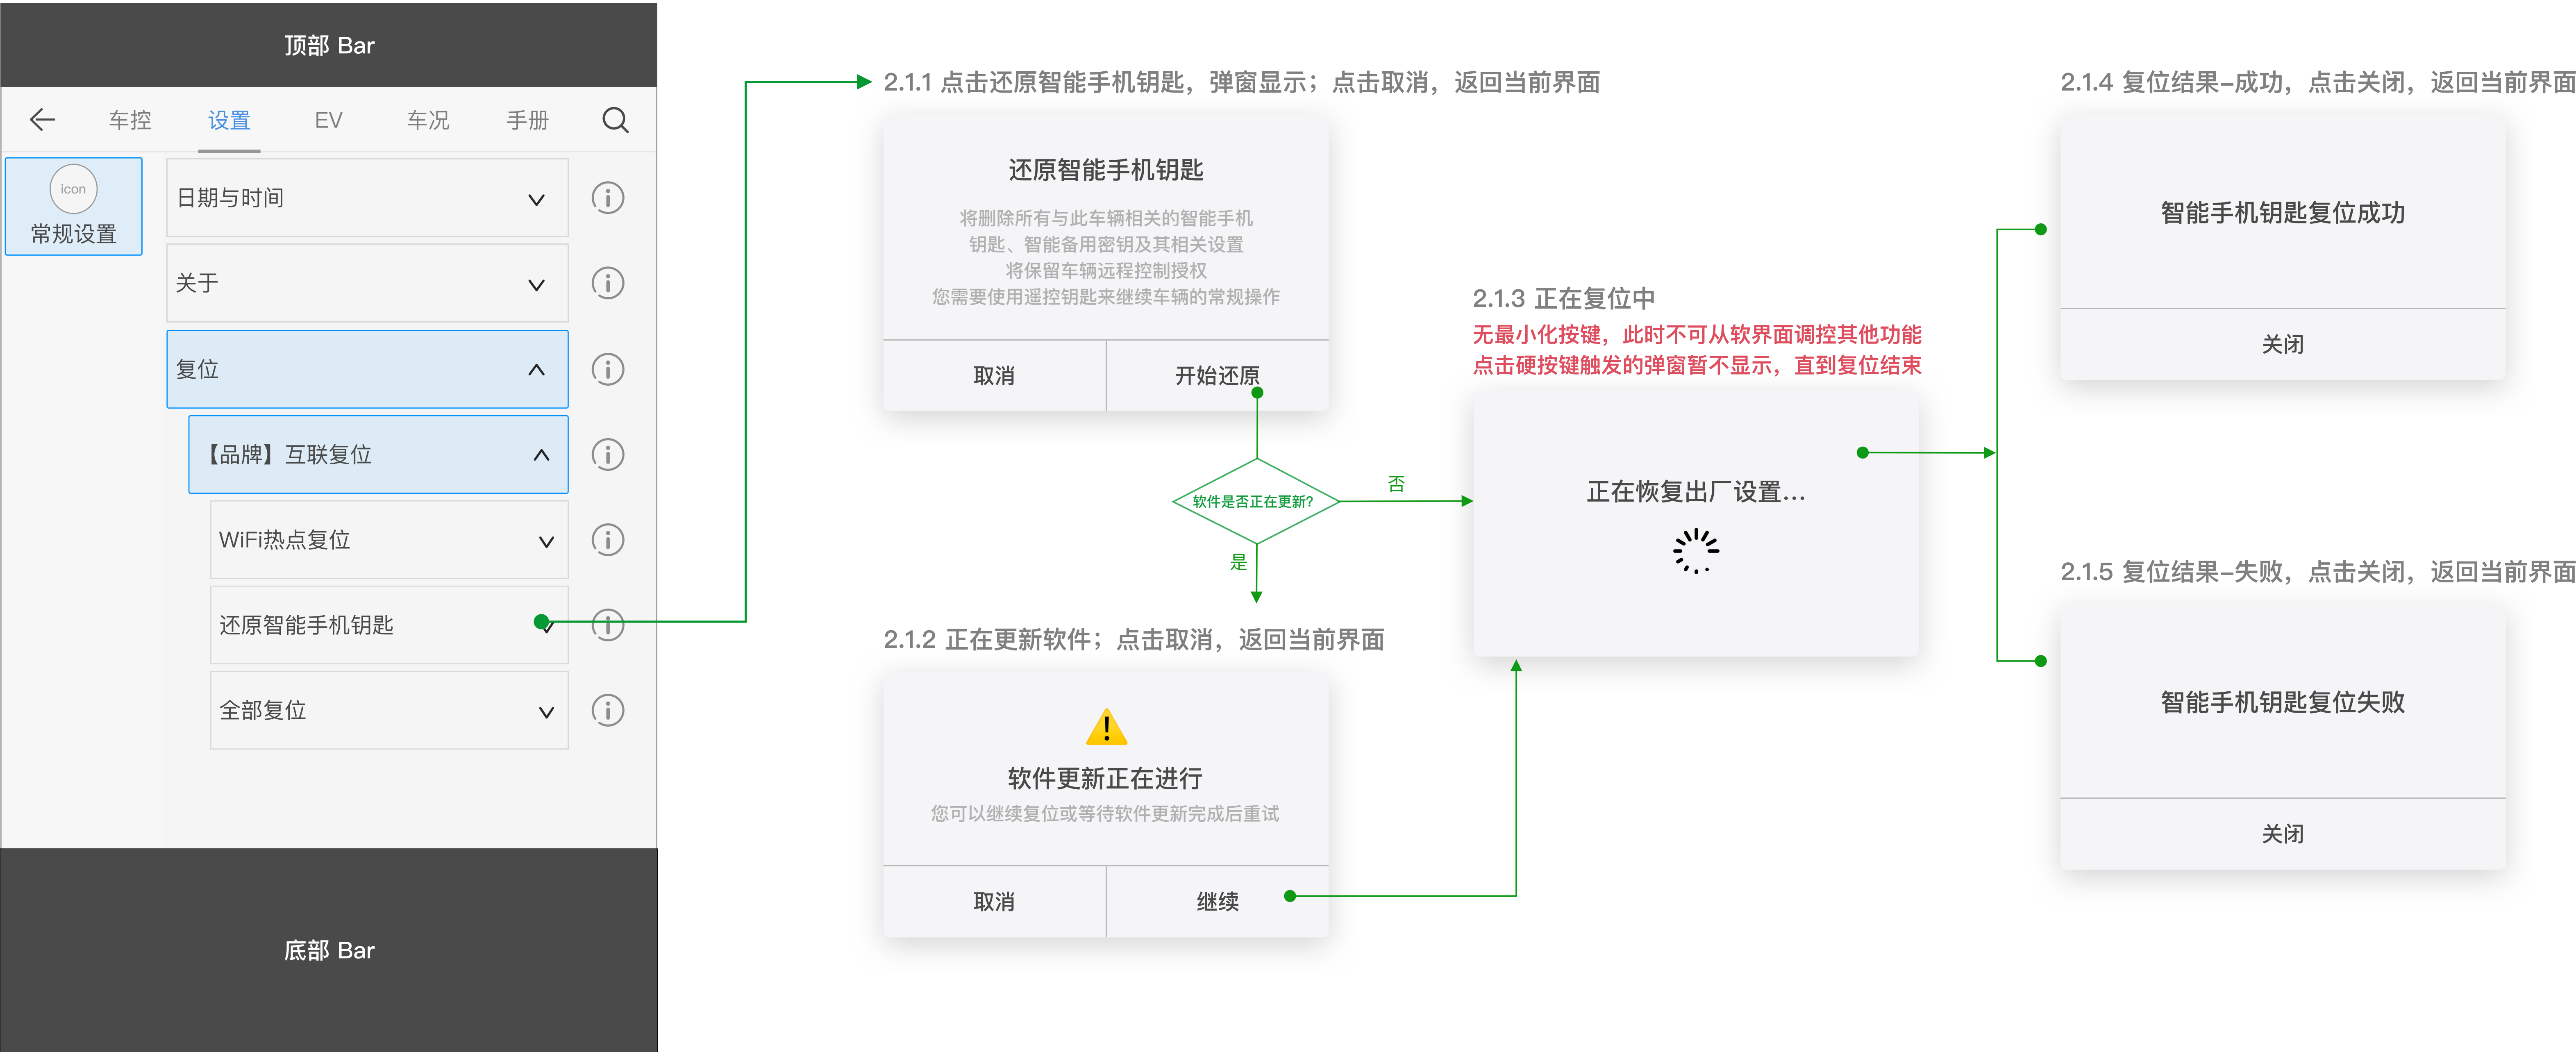 顶部 Bar
车控
设置
EV
车况
手册
icon
常规设置
日期与时间
关于
复位
【品牌】互联复位
WiFi热点复位
还原智能手机钥匙
全部复位
底部 Bar
2.1.1 点击还原智能手机钥匙，弹窗显示；点击取消，返回当前界面
还原智能手机钥匙
将删除所有与此车辆相关的智能手机
钥匙、智能备用密钥及其相关设置
将保留车辆远程控制授权
您需要使用遥控钥匙来继续车辆的常规操作
取消
开始还原
软件是否正在更新?
否
是
2.1.2 正在更新软件；点击取消，返回当前界面
软件更新正在进行
您可以继续复位或等待软件更新完成后重试
取消
继续
2.1.3 正在复位中
无最小化按键，此时不可从软界面调控其他功能
点击硬按键触发的弹窗暂不显示，直到复位结束
正在恢复出厂设置...
2.1.4 复位结果–成功，点击关闭，返回当前界面
智能手机钥匙复位成功
关闭
2.1.5 复位结果–失败，点击关闭，返回当前界面
智能手机钥匙复位失败
关闭